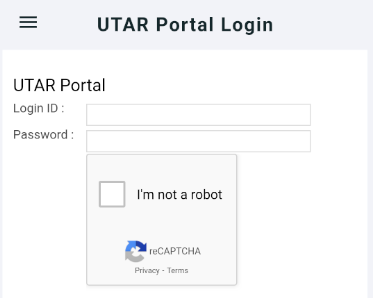 UTAR Portal Login
UTAR Portal
Login ID :
Password :
I'm not a robot
reCAPTCHA
Privacy - Terms